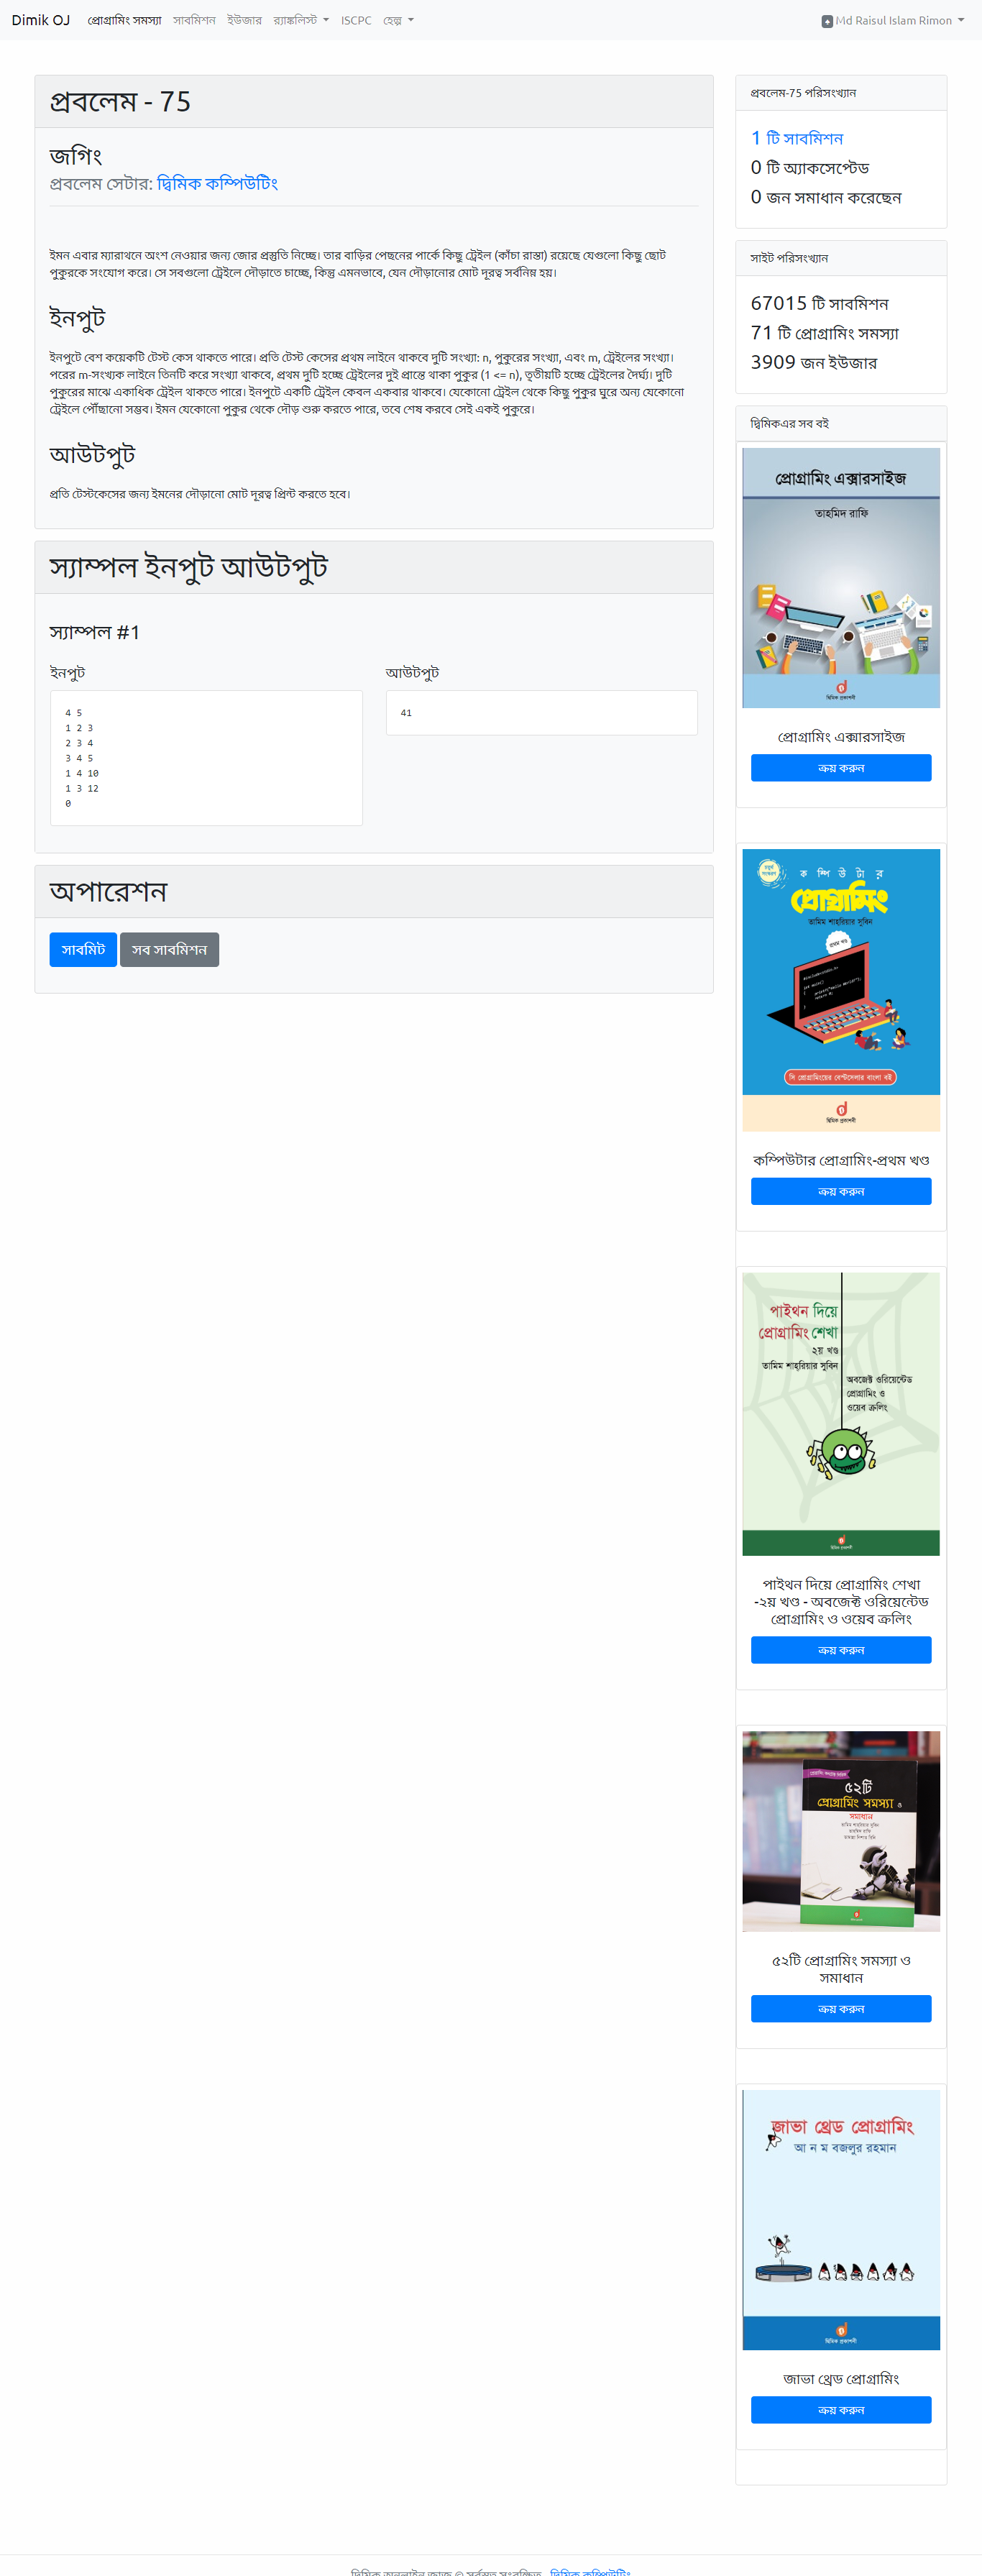 Dimik OJ প্রোগ্রামিং সমস্যা সাবমিশন ইউজার র‍্যাঙ্কলিস্ট ISCPC হেল্প Md Raisul Islam Rimon
প্রবলেম - 75
জগিং
প্রবলেম সেটার: দ্বিমিক কম্পিউটিং
ইমন এবার ম্যারাথনে অংশ নেওয়ার জন্য জোর প্রস্তুতি নিচ্ছে। তার বাড়ির পেছনের পার্কে কিছু ট্রেইল (কাঁচা রাস্তা) রয়েছে যেগুলো কিছু ছোট
পুকুরকে সংযোগ করে। সে সবগুলো ট্রেইলে দৌড়াতে চাচ্ছে, কিন্তু এমনভাবে, যেন দৌড়ানোর মোট দূরত্ব সর্বনিম্ন হয়।
ইনপুট
ইনপুটে বেশ কয়েকটি টেস্ট কেস থাকতে পারে। প্রতি টেস্ট কেসের প্রথম লাইনে থাকবে দুটি সংখ্যা: n, পুকুরের সংখ্যা, এবং m, ট্রেইলের সংখ্যা।
পরের m-সংখ্যক লাইনে তিনটি করে সংখ্যা থাকবে, প্রথম দুটি হচ্ছে ট্রেইলের দুই প্রান্তে থাকা পুকুর (1 <= n), তৃতীয়টি হচ্ছে ট্রেইলের দৈর্ঘ্য। দুটি
পুকুরের মাঝে একাধিক ট্রেইল থাকতে পারে। ইনপুটে একটি ট্রেইল কেবল একবার থাকবে। যেকোনো ট্রেইল থেকে কিছু পুকুর ঘুরে অন্য যেকোনো
ট্রেইলে পৌঁছানো সম্ভব। ইমন যেকোনো পুকুর থেকে দৌড় শুরু করতে পারে, তবে শেষ করবে সেই একই পুকুরে।
আউটপুট
প্রতি টেস্টকেসের জন্য ইমনের দৌড়ানো মোট দূরত্ব প্রিন্ট করতে হবে।
স্যাম্পল ইনপুট আউটপুট
স্যাম্পল #1
ইনপুট
4 5
1 2 3
2 3 4
3 4 5
1 4 10
1 3 12
0
আউটপুট
41
অপারেশন
সাবমিট সব সাবমিশন
প্রবলেম-75 পরিসংখ্যান
1 টি সাবমিশন
0 টি অ্যাকসেপ্টেড
0 জন সমাধান করেছেন
সাইট পরিসংখ্যান
67015 টি সাবমিশন
71 টি প্রোগ্রামিং সমস্যা
3909 জন ইউজার
দ্বিমিকএর সব বই
প্রোগ্রামিং এক্সারসাইজ
তাহমিদ রাফি
দ্বিমিক প্রকাশনী
প্রোগ্রামিং এক্সারসাইজ
ক্রয় করুন
কম্পিউটার
প্রোগ্রামিং
তামিম শাহ্‌রিয়ার সুবিন
প্রথম খণ্ড
সি প্রোগ্রামিংয়ের বেস্টসেলার বাংলা বই
দ্বিমিক প্রকাশনী
কম্পিউটার প্রোগ্রামিং-প্রথম খণ্ড
ক্রয় করুন
পাইথন দিয়ে
প্রোগ্রামিং শেখা
২য় খণ্ড
তামিম শাহ্‌রিয়ার সুবিন
অবজেক্ট ওরিয়েন্টেড
প্রোগ্রামিং ও
ওয়েব ক্রলিং
দ্বিমিক প্রকাশনী
পাইথন দিয়ে প্রোগ্রামিং শেখা
-২য় খণ্ড - অবজেক্ট ওরিয়েন্টেড
প্রোগ্রামিং ও ওয়েব ক্রলিং
ক্রয় করুন
৫২টি
প্রোগ্রামিং সমস্যা ও
সমাধান
৫২টি প্রোগ্রামিং সমস্যা ও
সমাধান
ক্রয় করুন
জাভা থ্রেড প্রোগ্রামিং
আ ন ম বজলুর রহমান
দ্বিমিক প্রকাশনী
জাভা থ্রেড প্রোগ্রামিং
ক্রয় করুন
দ্বিমিক অনলাইন জাজ © সর্বস্বত্ব সংরক্ষিত দ্বিমিক কম্পিউটিং